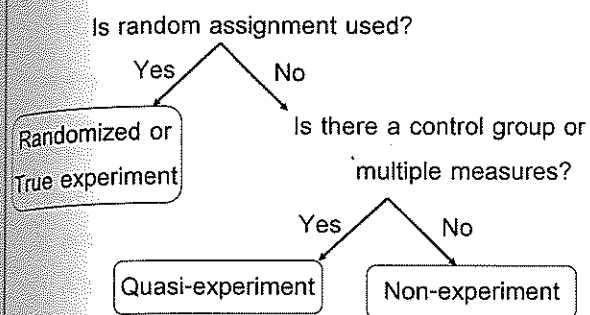 Is random assignment used?
Yes
No
Randomized or
True experiment
Is there a control group or
multiple measures?
Yes
No
Quasi-experiment
Non-experiment